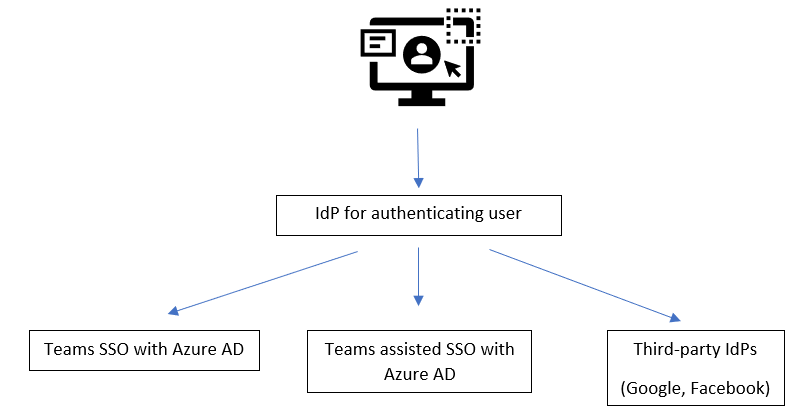 IdP for authenticating user
Teams SSO with Azure AD
Teams assisted SSO with
Azure AD
Third-party IdPs
(Google, Facebook)